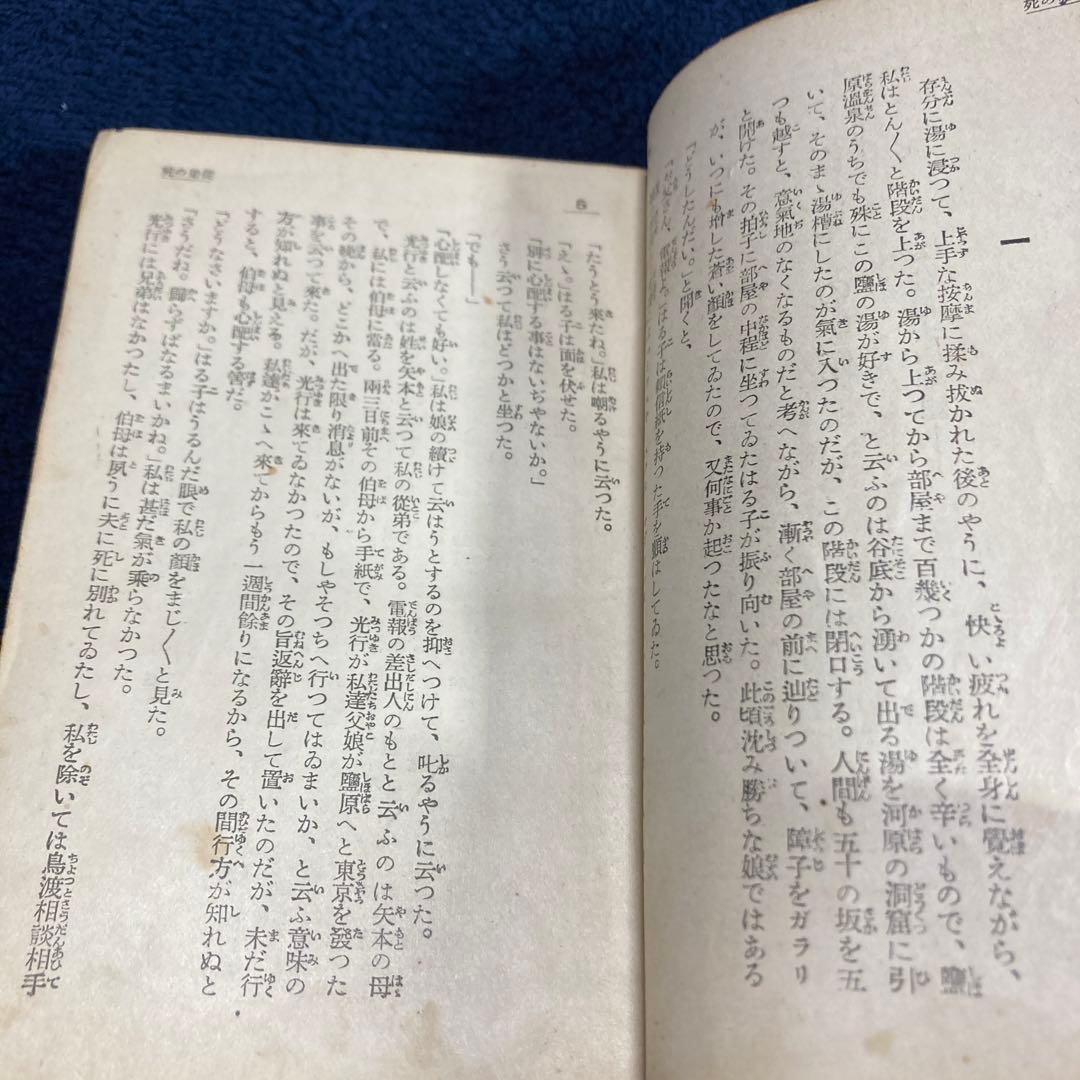 一
存分に湯に浸つて、上手な按摩に揉み拔かれた後のやうに、快い疲れを全身に覺えながら、
私はとん〱と階段を上つた。湯から上つてから部屋まで百幾つかの階段は全く辛いもので、鹽
原溫泉のうちでも殊にこの鹽の湯が好きで、と云ふのは谷底から湧いて出る湯を河原の洞窟に引
いて、そのまゝ湯槽にしたのが氣に入つたのだが、この階段には閉口する。人間も五十の坂を五
つも越すと、意氣地のなくなるものだと考へながら、漸く部屋の前に辿りついて、障子をガラリ
と開けた。その拍子に部屋の中程に坐つてゐたはる子が振り向いた。此頃沈み勝ちな娘ではある
が、いつにも增した蒼い顏をしてゐたので、又何事か起つたなと思つた。
「どうしたんだい。」と聞くと、
はる子は賴信紙を持つた手を顫はしてゐた。
死の
6
「たうとう來たね。」私は嘲るやうに云つた。
「えゝ。」はる子は面を伏せた。
「別に心配する事はないぢやないか。」
さう云つて私はどつかと坐つた。
「でも――」
「心配しなくても好い。」私は娘の續けて云はうとするのを抑へつけて、叱るやうに云つた。
光行と云ふのは姓を矢本と云つて私の從弟である。電報の差出人のもとと云ふのは矢本の母
で、私には伯母に當る。兩三日前その伯母から手紙で、光行が私達父娘が鹽原へと東京を發つた
その晩から、どこかへ出た限り消息がないが、もしやそつちへ行つてはゐまいか、と云ふ意味の
事を云つて來た。だが、光行は來てゐなかつたので、その旨返辭を出して置いたのだが、未だ行
方が知れぬと見える。私達がこゝへ來てからもう一週間餘りになるから、その間行方が知れぬと
すると、伯母も心配する筈だ。
「どうなさいますか。」はる子はうるんだ眼で私の顏をまじ〱と見た。
「さうだね。歸らずばなるまいかね。」私は甚だ氣が乘らなかつた。
光行には兄弟はなかつたし、伯母は夙うに夫に死に別れてゐたし、私を除いては鳥渡相談相手